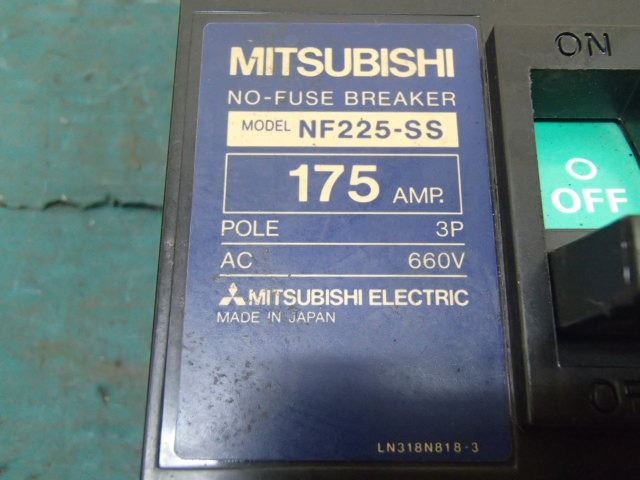 MITSUBISHI
NO-FUSE BREAKER
MODEL NF225-SS
175 AMP.
POLE 3P
AC 660V
MITSUBISHI ELECTRIC
MADE IN JAPAN
LN318N818-3
ON
OFF